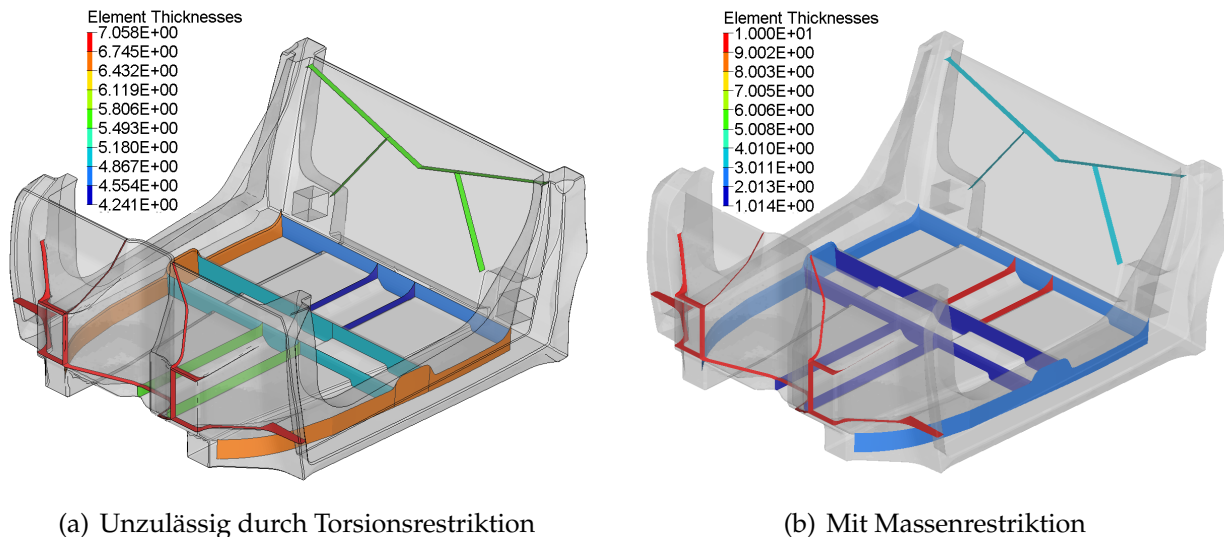 Element Thicknesses
7.058E+00
6.745E+00
6.432E+00
6.119E+00
5.806E+00
5.493E+00
5.180E+00
4.867E+00
4.554E+00
4.241E+00
Element Thicknesses
1.000E+01
9.002E+00
8.003E+00
7.005E+00
6.006E+00
5.008E+00
4.010E+00
3.011E+00
2.013E+00
1.014E+00
(a) Unzulässig durch Torsionsrestriktion
(b) Mit Massenrestriktion